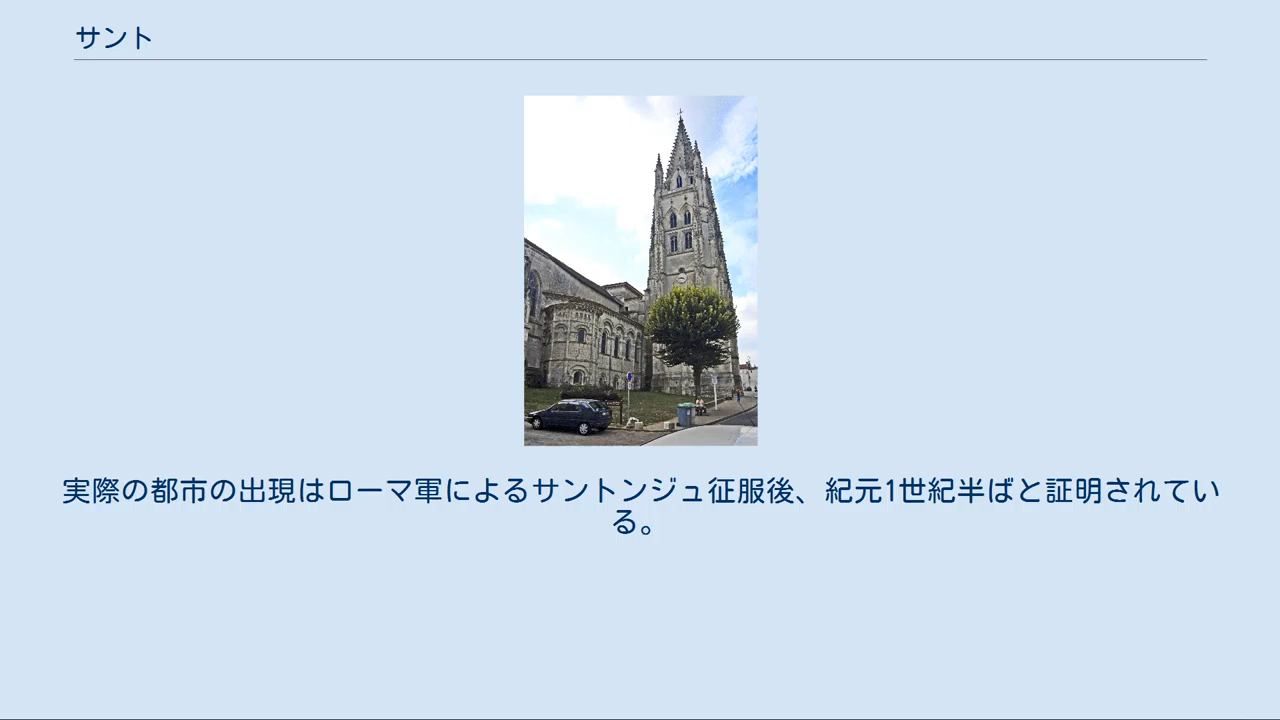 サント
実際の都市の出現はローマ軍によるサントンジュ征服後、紀元1世紀半ばと証明されてい
る。